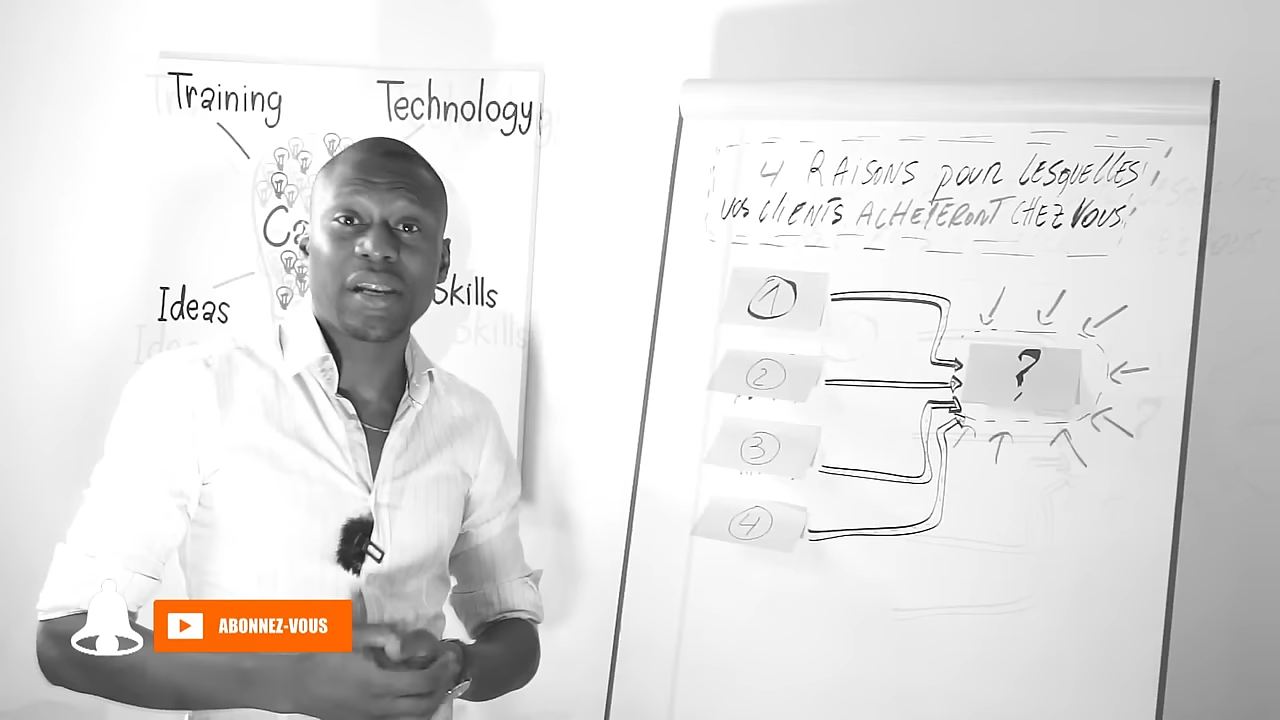 Training
Technology
Ca
Ideas
Skills
4 RAISONS POUR LESQUELLES
VOS CLIENTS ACHETERONT CHEZ VOUS
1
2
3
4
?
ABONNEZ-VOUS